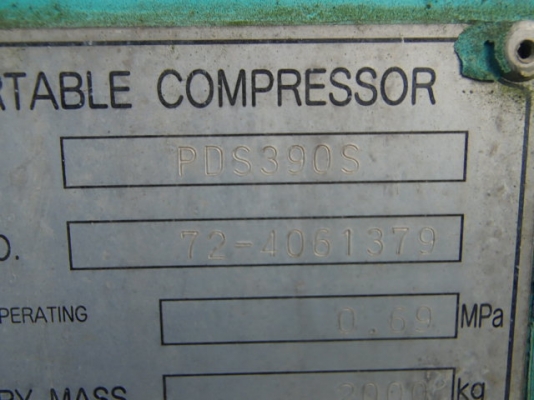 RTABLE COMPRESSOR
PDS390S
O. 72-4061379
PERATING 0.69 MPa
RY MASS kg